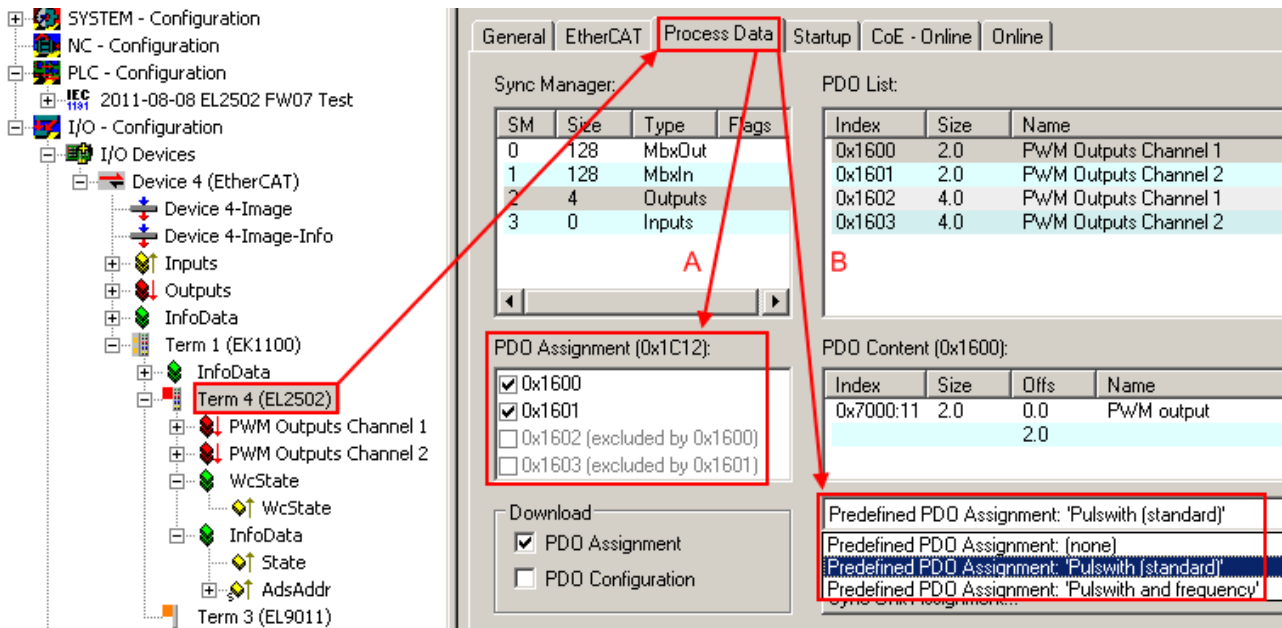 SYSTEM - Configuration
NC - Configuration
PLC - Configuration
IEC 1131 2011-08-08 EL2502 FW07 Test
I/O - Configuration
I/O Devices
Device 4 (EtherCAT)
Device 4-Image
Device 4-Image-Info
Inputs
Outputs
InfoData
Term 1 (EK1100)
InfoData
Term 4 (EL2502)
PWM Outputs Channel 1
PWM Outputs Channel 2
WcState
WcState
InfoData
State
AdsAddr
Term 3 (EL9011)
General EtherCAT Process Data Startup CoE - Online Online
Sync Manager:
SM Size Type Flags
0 128 MbxOut
1 128 MbxIn
2 4 Outputs
3 0 Inputs
A
PDO List:
Index Size Name
0x1600 2.0 PWM Outputs Channel 1
0x1601 2.0 PWM Outputs Channel 2
0x1602 4.0 PWM Outputs Channel 1
0x1603 4.0 PWM Outputs Channel 2
B
PDO Assignment (0x1C12):
0x1600
0x1601
0x1602 (excluded by 0x1600)
0x1603 (excluded by 0x1601)
PDO Content (0x1600):
Index Size Offs Name
0x7000:11 2.0 0.0 PWM output
2.0
Download
PDO Assignment
PDO Configuration
Predefined PDO Assignment: 'Pulswith (standard)'
Predefined PDO Assignment: (none)
Predefined PDO Assignment: 'Pulswith (standard)'
Predefined PDO Assignment: 'Pulswith and frequency'
Sync Unit Assignment...